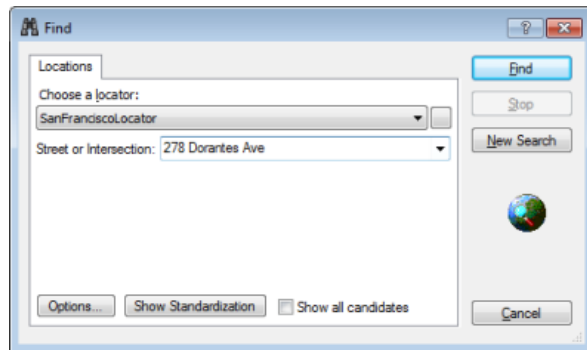 Find
Locations
Choose a locator:
SanFranciscoLocator
Street or Intersection: 278 Dorantes Ave
Options... Show Standardization Show all candidates
Find
Stop
New Search
Cancel